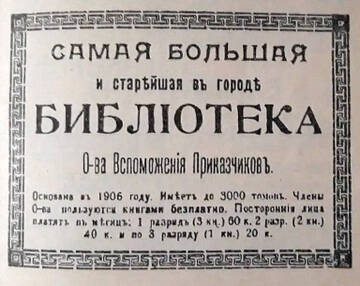 САМАЯ БОЛЬШАЯ
и старѣйшая въ городѣ
БИБЛІОТЕКА
О-ва Вспоможенія Приказчиковъ.
Основана въ 1906 году. Имѣетъ до 3000 томовъ. Члены
О-ва пользуются книгами безплатно. Постороннія лица
платятъ въ мѣсяцъ: 1 разрядъ (3 кн.) 60 к. 2 разр. (2 кн.)
40 к. и по 3 разряду (1 кн.) 20 к.